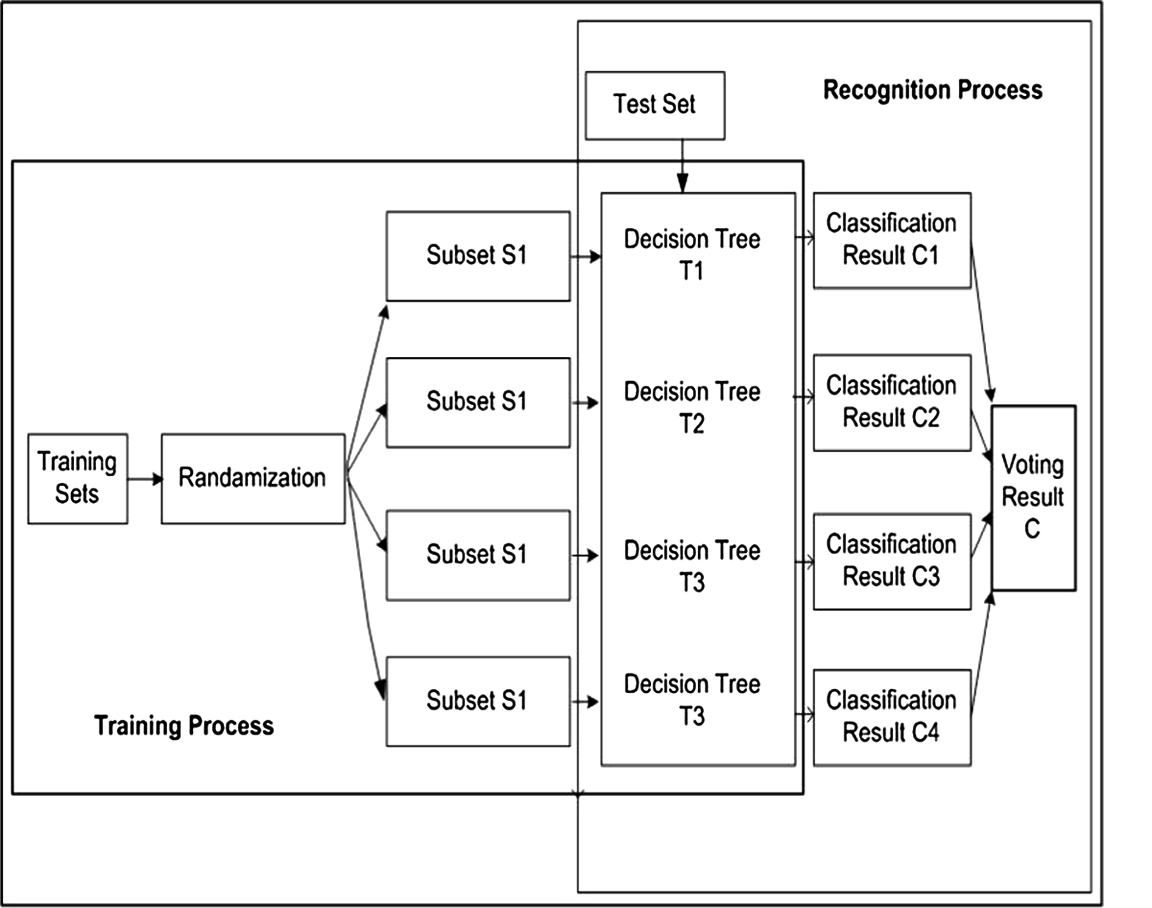 Recognition Process
Test Set
Subset S1
Decision Tree
T1
Classification
Result C1
Subset S1
Decision Tree
T2
Classification
Result C2
Training
Sets
Randamization
Voting
Result
C
Subset S1
Decision Tree
T3
Classification
Result C3
Subset S1
Decision Tree
T3
Classification
Result C4
Training Process